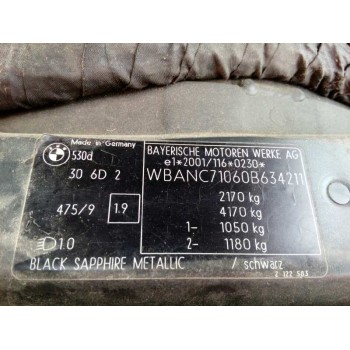 Made in Germany
530d
30 6D 2
475/9 1.9
1.0
BLACK SAPPHIRE METALLIC
BAYERISCHE MOTOREN WERKE AG
e1*2001/116*0230*
WBANC71060B634211
2170 kg
4170 kg
1- 1050 kg
2- 1180 kg
/ schwarz